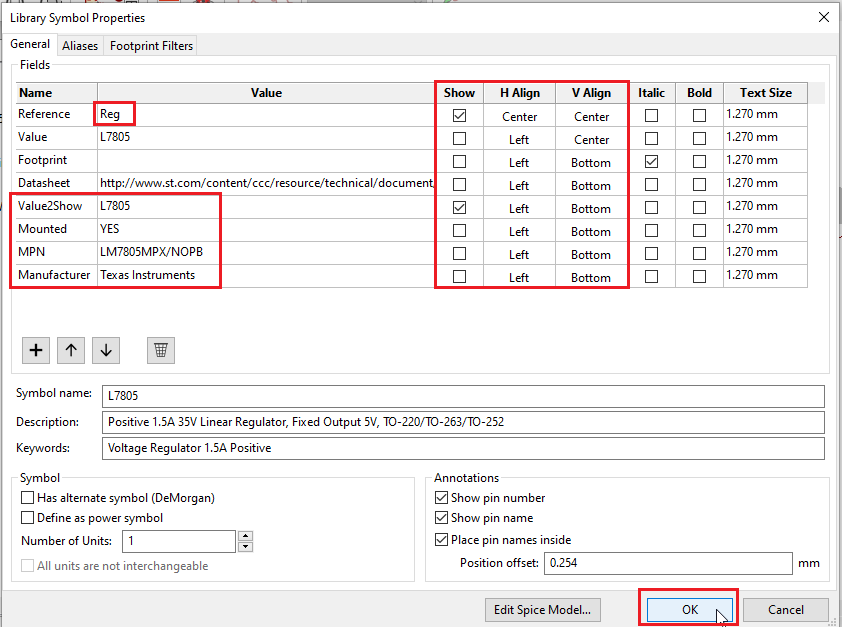 Library Symbol Properties
General Aliases Footprint Filters
Fields
Name Value Show H Align V Align Italic Bold Text Size
Reference Reg Center Center 1.270 mm
Value L7805 Left Center 1.270 mm
Footprint Left Bottom 1.270 mm
Datasheet http://www.st.com/content/ccc/resource/technical/document, Left Bottom 1.270 mm
Value2Show L7805 Left Bottom 1.270 mm
Mounted YES Left Bottom 1.270 mm
MPN LM7805MPX/NOPB Left Bottom 1.270 mm
Manufacturer Texas Instruments Left Bottom 1.270 mm
Symbol name: L7805
Description: Positive 1.5A 35V Linear Regulator, Fixed Output 5V, TO-220/TO-263/TO-252
Keywords: Voltage Regulator 1.5A Positive
Symbol
Has alternate symbol (DeMorgan)
Define as power symbol
Number of Units: 1
All units are not interchangeable
Annotations
Show pin number
Show pin name
Place pin names inside
Position offset: 0.254 mm
Edit Spice Model... OK Cancel